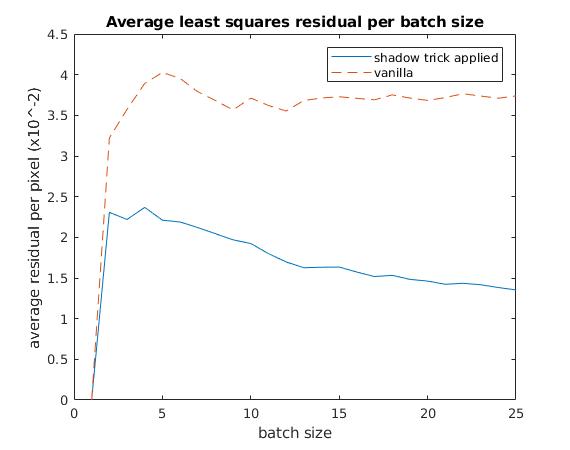 Average least squares residual per batch size
4.5
4
3.5
3
2.5
2
1.5
1
0.5
0
average residual per pixel (x10^-2)
shadow trick applied
vanilla
0 5 10 15 20 25
batch size